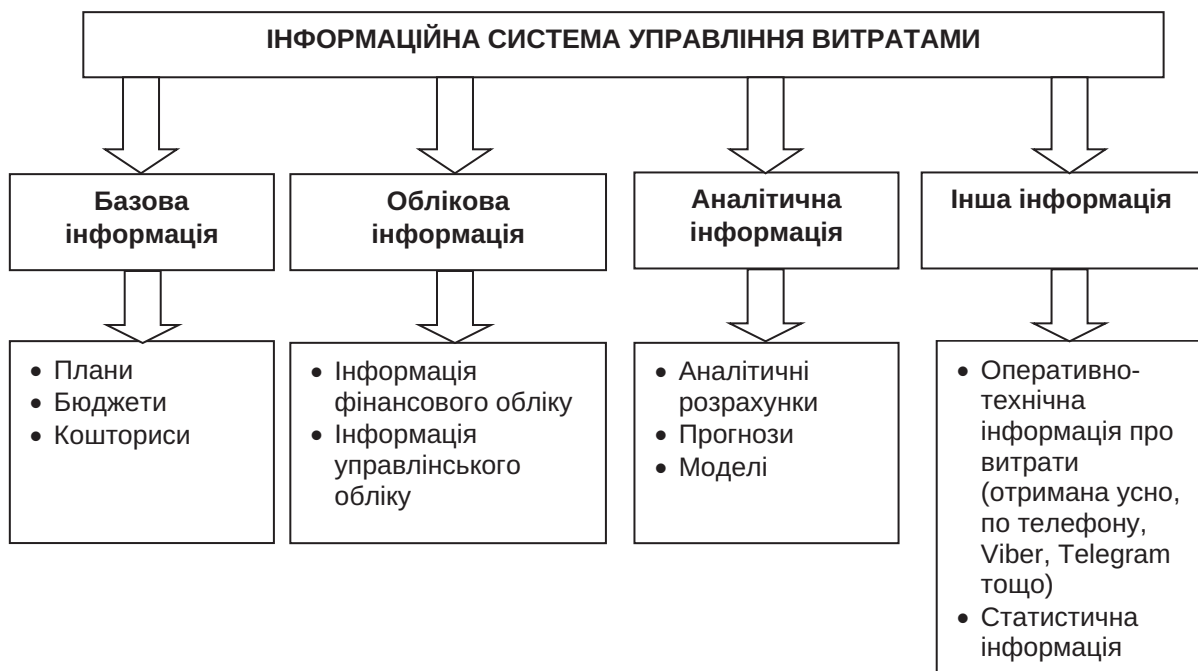 ІНФОРМАЦІЙНА СИСТЕМА УПРАВЛІННЯ ВИТРАТАМИ
Базова
інформація
Облікова
інформація
Аналітична
інформація
Інша інформація
• Плани
• Бюджети
• Кошториси
• Інформація
фінансового обліку
• Інформація
управлінського
обліку
• Аналітичні
розрахунки
• Прогнози
• Моделі
• Оперативно-
технічна
інформація про
витрати
(отримана усно,
по телефону,
Viber, Telegram
тощо)
• Статистична
інформація